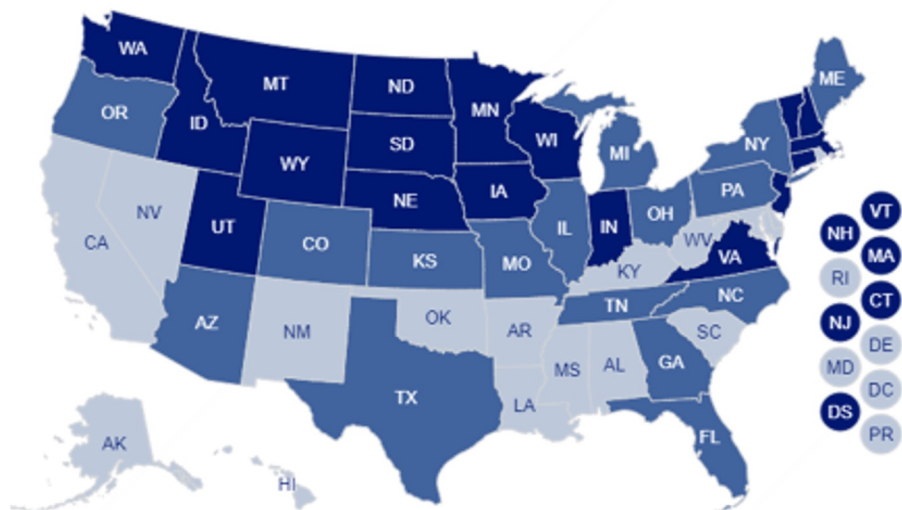 WA
MT
ND
MN
ME
OR
ID
SD
WI
NY
MI
WY
IA
PA
NE
NV
UT
CO
IL
IN
OH
WV
VA
CA
KS
MO
KY
AZ
NM
OK
AR
TN
NC
SC
MS
AL
GA
TX
LA
FL
AK
HI
VT
NH
MA
RI
CT
NJ
DE
MD
DC
DS
PR